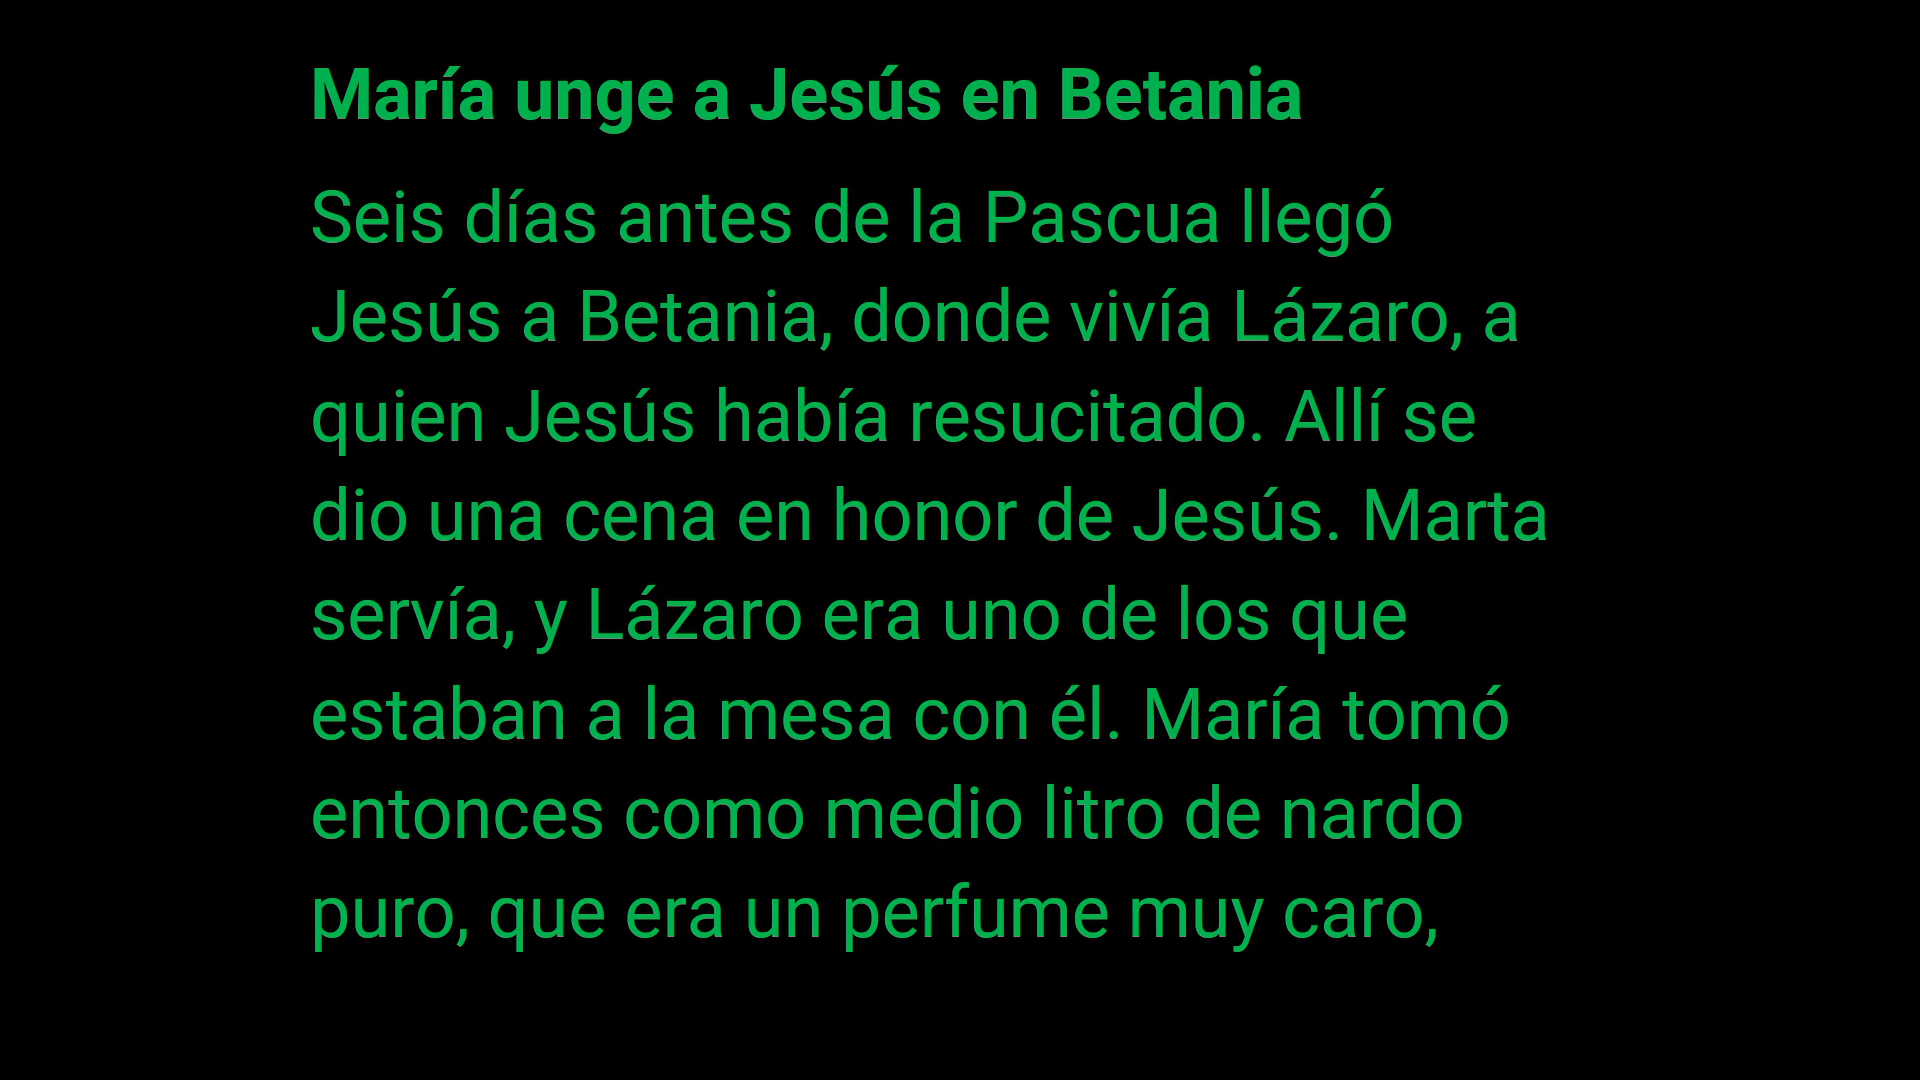 María unge a Jesús en Betania
Seis días antes de la Pascua llegó
Jesús a Betania, donde vivía Lázaro, a
quien Jesús había resucitado. Allí se
dio una cena en honor de Jesús. Marta
servía, y Lázaro era uno de los que
estaban a la mesa con él. María tomó
entonces como medio litro de nardo
puro, que era un perfume muy caro,